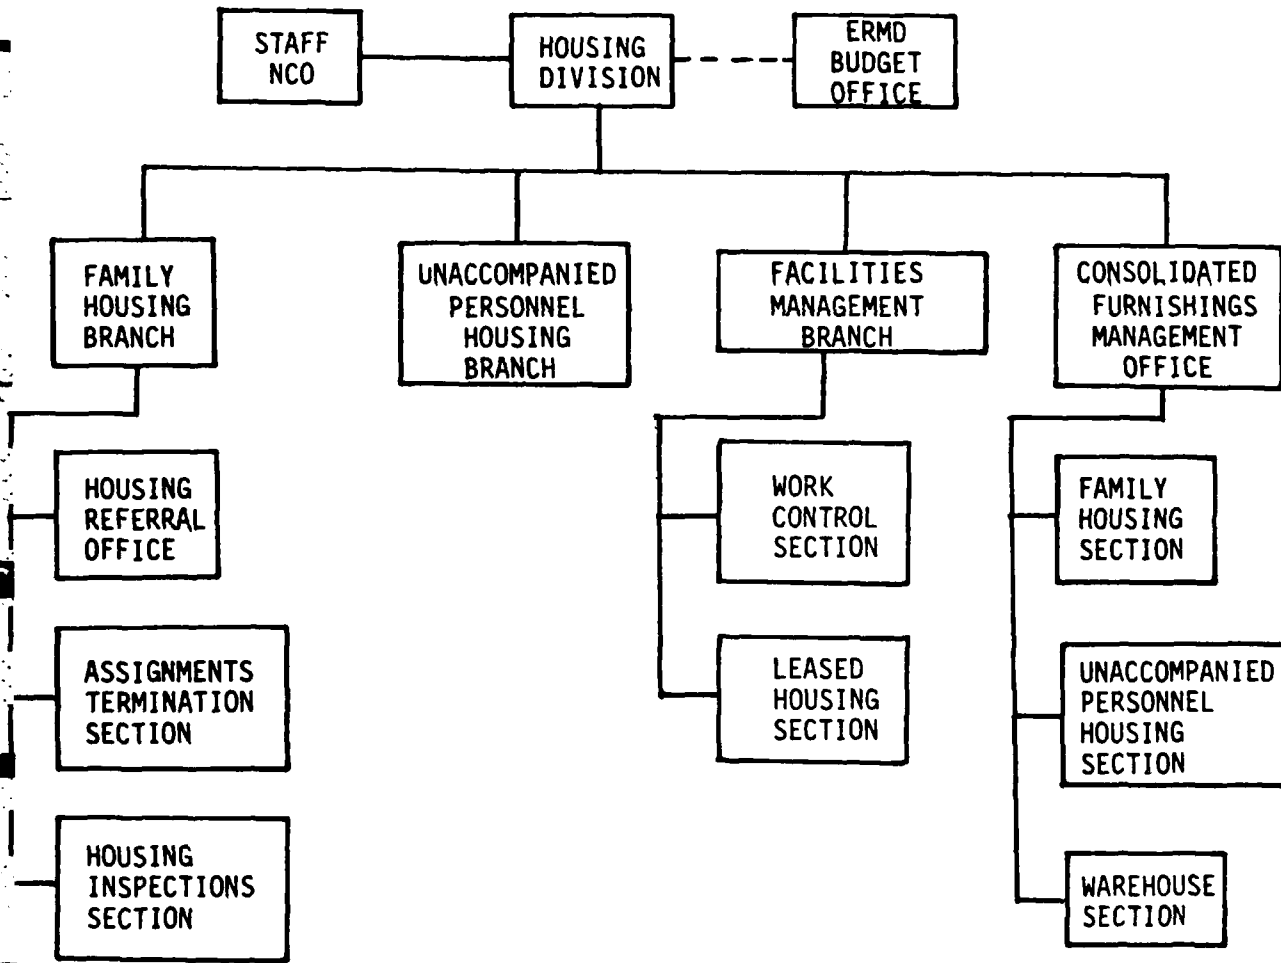 STAFF
NCO
HOUSING
DIVISION
ERMD
BUDGET
OFFICE
FAMILY
HOUSING
BRANCH
UNACCOMPANIED
PERSONNEL
HOUSING
BRANCH
FACILITIES
MANAGEMENT
BRANCH
CONSOLIDATED
FURNISHINGS
MANAGEMENT
OFFICE
HOUSING
REFERRAL
OFFICE
ASSIGNMENTS
TERMINATION
SECTION
HOUSING
INSPECTIONS
SECTION
WORK
CONTROL
SECTION
LEASED
HOUSING
SECTION
FAMILY
HOUSING
SECTION
UNACCOMPANIED
PERSONNEL
HOUSING
SECTION
WAREHOUSE
SECTION